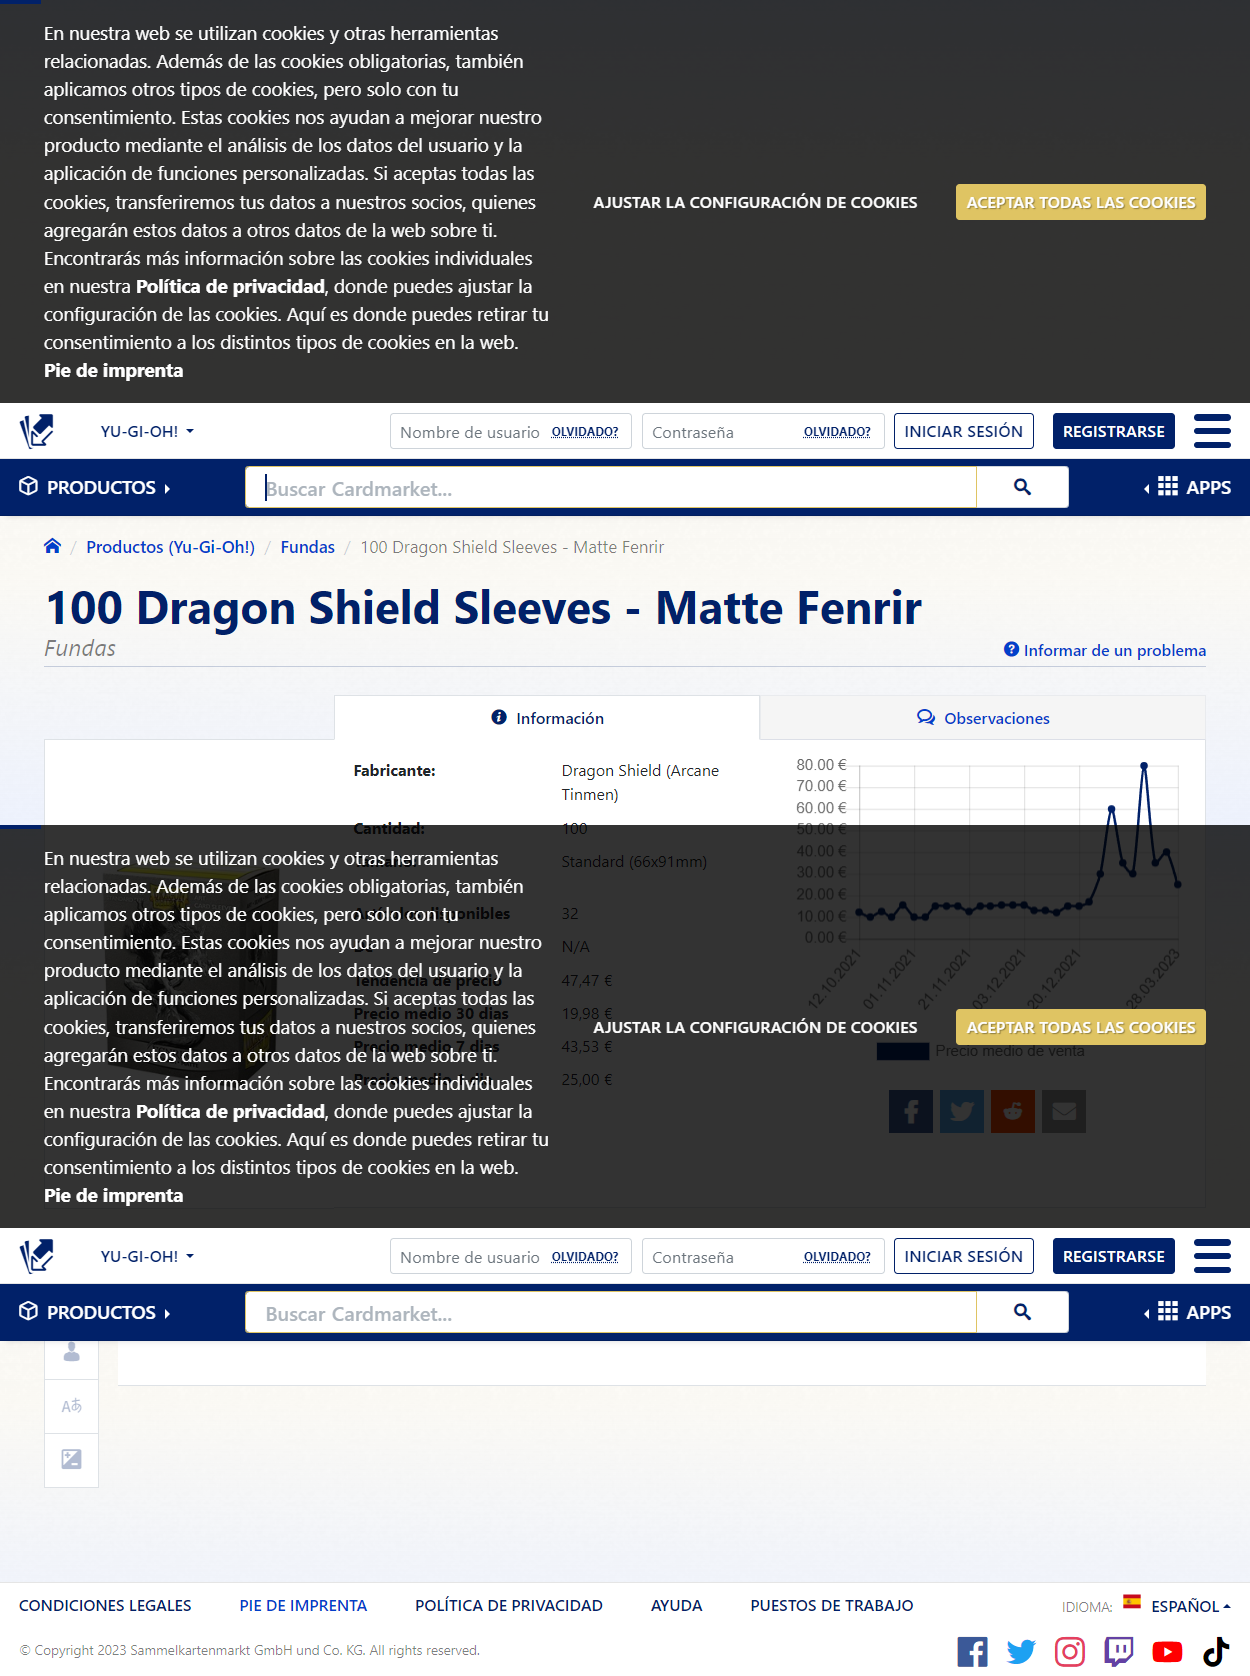 En nuestra web se utilizan cookies y otras herramientas
relacionadas. Además de las cookies obligatorias, también
aplicamos otros tipos de cookies, pero solo con tu
consentimiento. Estas cookies nos ayudan a mejorar nuestro
producto mediante el análisis de los datos del usuario y la
aplicación de funciones personalizadas. Si aceptas todas las
cookies, transferiremos tus datos a nuestros socios, quienes
agregarán estos datos a otros datos de la web sobre ti.
Encontrarás más información sobre las cookies individuales
en nuestra Política de privacidad, donde puedes ajustar la
configuración de las cookies. Aquí es donde puedes retirar tu
consentimiento a los distintos tipos de cookies en la web.
Pie de imprenta
AJUSTAR LA CONFIGURACIÓN DE COOKIES
ACEPTAR TODAS LAS COOKIES
YU-GI-OH!
Nombre de usuario ¿OLVIDADO?
Contraseña ¿OLVIDADO?
INICIAR SESIÓN
REGISTRARSE
PRODUCTOS
Buscar Cardmarket...
APPS
/ Productos (Yu-Gi-Oh!) / Fundas / 100 Dragon Shield Sleeves - Matte Fenrir
100 Dragon Shield Sleeves - Matte Fenrir
Fundas
Informar de un problema
Información
Observaciones
Fabricante: Dragon Shield (Arcane
Tinmen)
Cantidad: 100
Standard (66x91mm)
32
N/A
Tendencia de precio 47,47 €
Precio medio 30 días 19,98 €
Precio medio 7 días 43,53 €
25,00 €
80.00 €
70.00 €
60.00 €
50.00 €
40.00 €
30.00 €
20.00 €
10.00 €
0.00 €
12.10.2021
01.11.2021
21.11.2021
03.12.2021
20.12.2021
28.03.2023
Precio medio de venta
En nuestra web se utilizan cookies y otras herramientas
relacionadas. Además de las cookies obligatorias, también
aplicamos otros tipos de cookies, pero solo con tu
consentimiento. Estas cookies nos ayudan a mejorar nuestro
producto mediante el análisis de los datos del usuario y la
aplicación de funciones personalizadas. Si aceptas todas las
cookies, transferiremos tus datos a nuestros socios, quienes
agregarán estos datos a otros datos de la web sobre ti.
Encontrarás más información sobre las cookies individuales
en nuestra Política de privacidad, donde puedes ajustar la
configuración de las cookies. Aquí es donde puedes retirar tu
consentimiento a los distintos tipos de cookies en la web.
Pie de imprenta
AJUSTAR LA CONFIGURACIÓN DE COOKIES
ACEPTAR TODAS LAS COOKIES
YU-GI-OH!
Nombre de usuario OLVIDADO?
Contraseña OLVIDADO?
INICIAR SESIÓN
REGISTRARSE
PRODUCTOS
Buscar Cardmarket...
APPS
CONDICIONES LEGALES
PIE DE IMPRENTA
POLÍTICA DE PRIVACIDAD
AYUDA
PUESTOS DE TRABAJO
IDIOMA: ESPAÑOL
© Copyright 2023 Sammelkartenmarkt GmbH und Co. KG. All rights reserved.